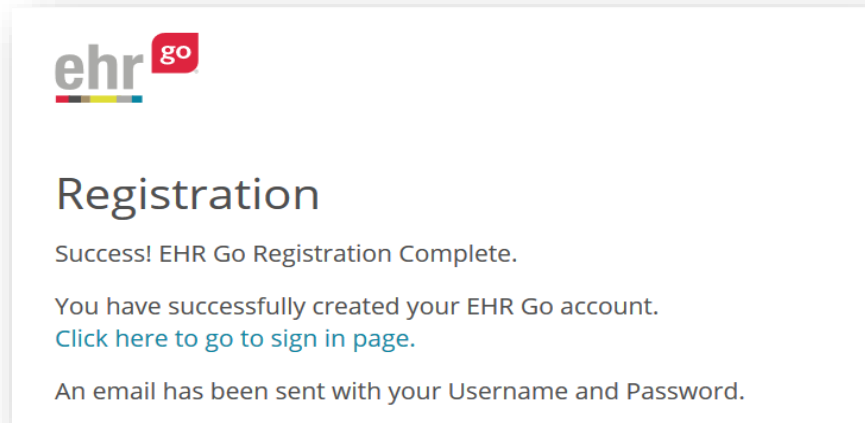 ehr go
Registration
Success! EHR Go Registration Complete.
You have successfully created your EHR Go account.
Click here to go to sign in page.
An email has been sent with your Username and Password.